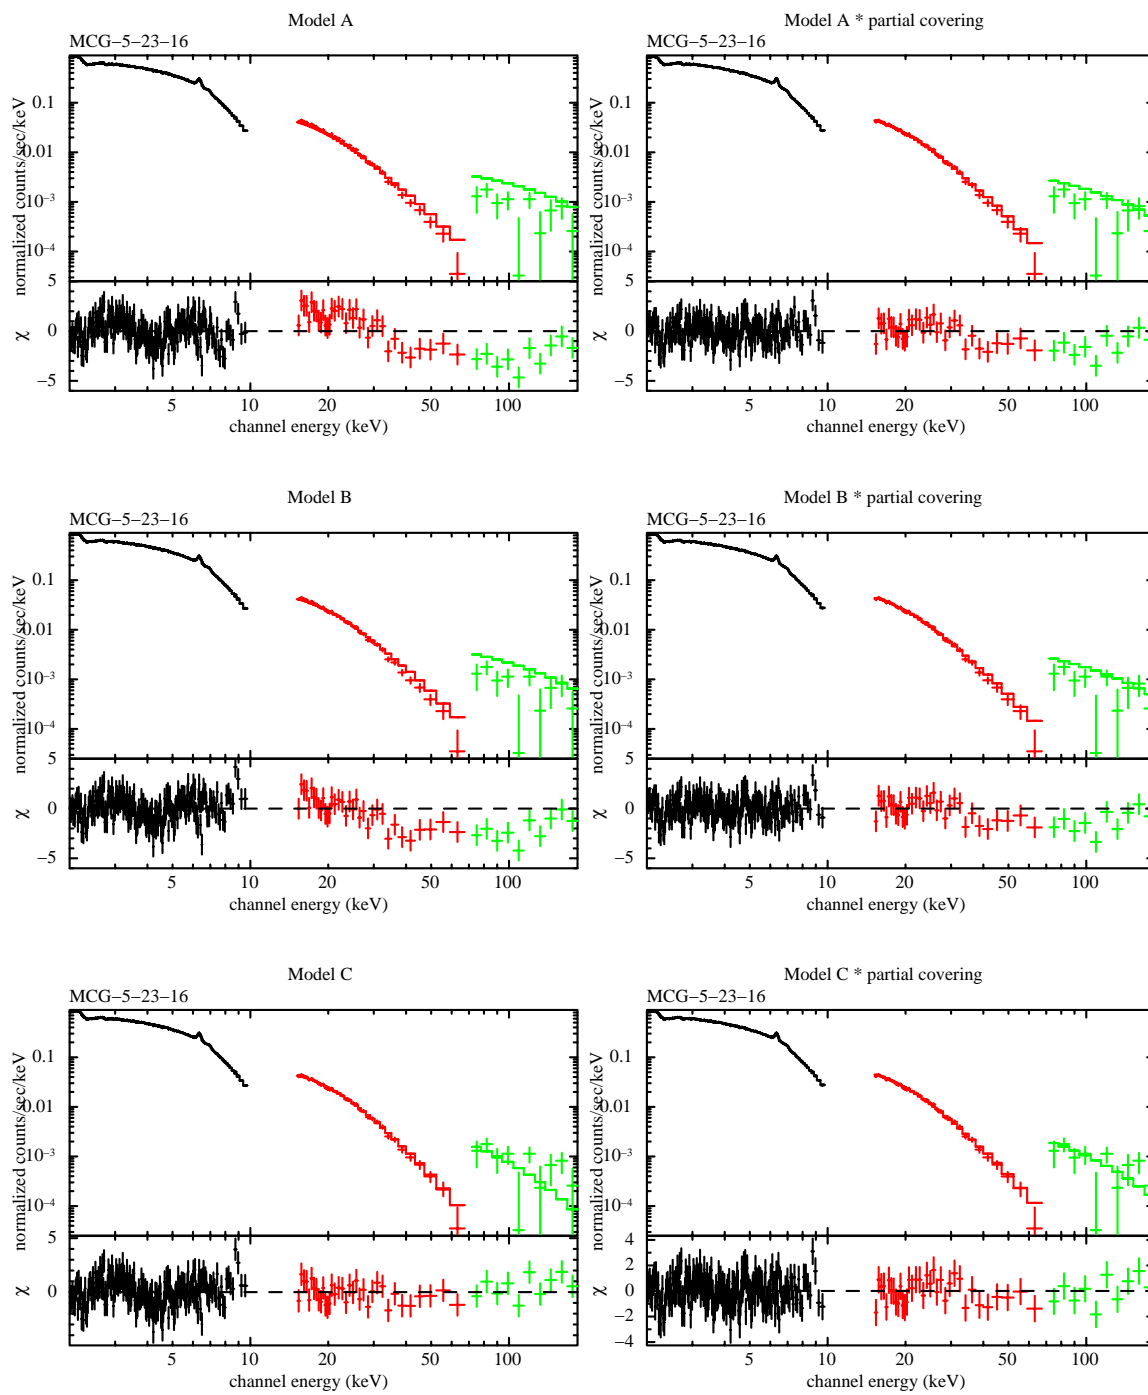 Model A
MCG−5−23−16
normalized counts/sec/keV
0.1
0.01
10−3
10−4
5
χ
0
−5
5
10
20
50
100
channel energy (keV)
Model A * partial covering
MCG−5−23−16
normalized counts/sec/keV
0.1
0.01
10−3
10−4
5
χ
0
−5
5
10
20
50
100
channel energy (keV)
Model B
MCG−5−23−16
normalized counts/sec/keV
0.1
0.01
10−3
10−4
5
χ
0
−5
5
10
20
50
100
channel energy (keV)
Model B * partial covering
MCG−5−23−16
normalized counts/sec/keV
0.1
0.01
10−3
10−4
5
χ
0
−5
5
10
20
50
100
channel energy (keV)
Model C
MCG−5−23−16
normalized counts/sec/keV
0.1
0.01
10−3
10−4
5
χ
0
5
10
20
50
100
channel energy (keV)
Model C * partial covering
MCG−5−23−16
normalized counts/sec/keV
0.1
0.01
10−3
10−4
4
2
χ
0
−2
−4
5
10
20
50
100
channel energy (keV)